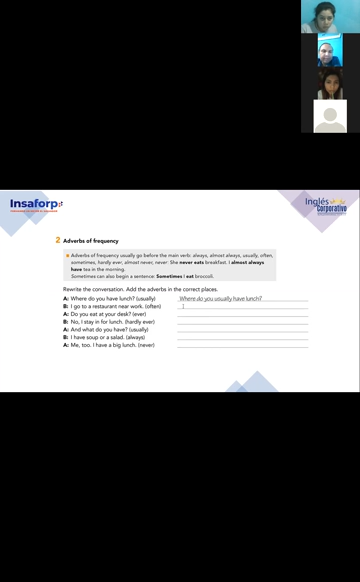 Insaforp
Inglés
Corporativo
2 Adverbs of frequency
Adverbs of frequency usually go before the main verb: always, almost always, usually, often,
sometimes, hardly ever, almost never, never: She never eats breakfast. I almost always
have tea in the morning.
Sometimes can also begin a sentence: Sometimes I eat broccoli.
Rewrite the conversation. Add the adverbs in the correct places.
A: Where do you have lunch? (usually) Where do you usually have lunch?
B: I go to a restaurant near work. (often)
A: Do you eat at your desk? (ever)
B: No, I stay in for lunch. (hardly ever)
A: And what do you have? (usually)
B: I have soup or a salad. (always)
A: Me, too. I have a big lunch. (never)